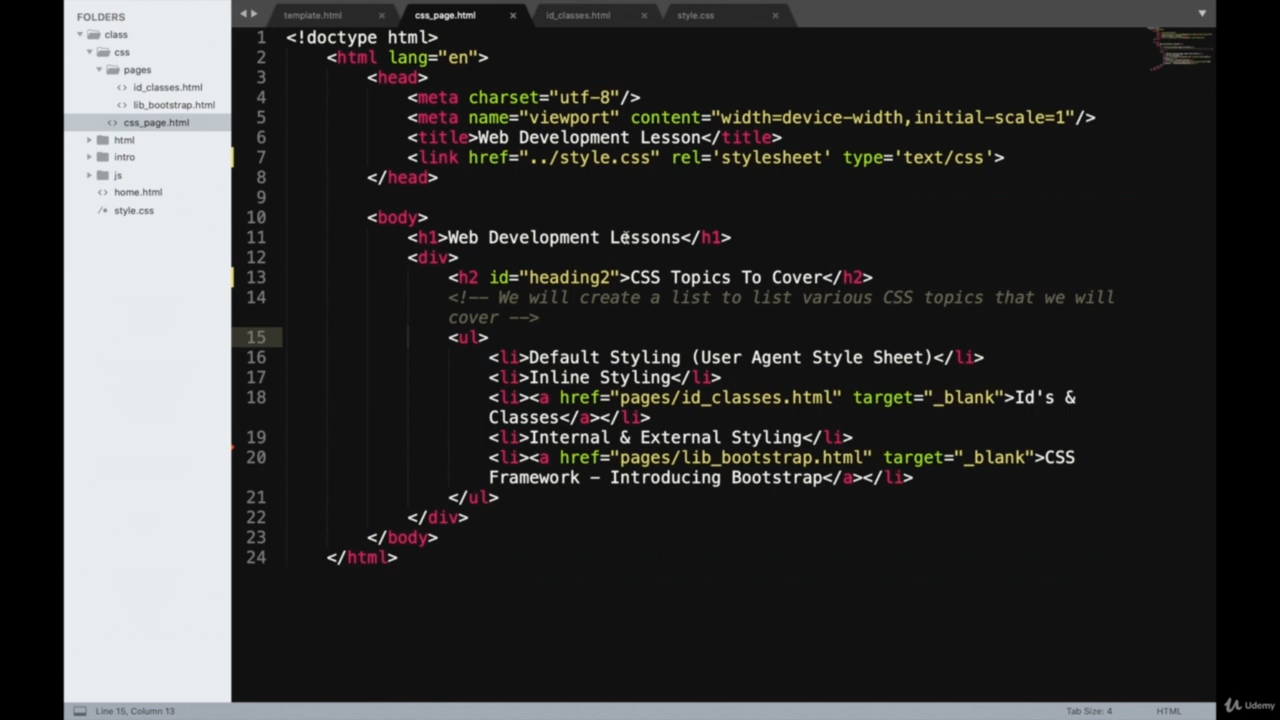 FOLDERS
class
css
pages
id_classes.html
lib_bootstrap.html
css_page.html
html
intro
js
home.html
style.css
template.html
css_page.html
id_classes.html
style.css
1 <!doctype html>
2 <html lang="en">
3 <head>
4 <meta charset="utf-8"/>
5 <meta name="viewport" content="width=device-width,initial-scale=1"/>
6 <title>Web Development Lesson</title>
7 <link href="../style.css" rel='stylesheet' type='text/css'>
8 </head>
9
10 <body>
11 <h1>Web Development Lessons</h1>
12 <div>
13 <h2 id="heading2">CSS Topics To Cover</h2>
14 <!-- We will create a list to list various CSS topics that we will
cover -->
15 <ul>
16 <li>Default Styling (User Agent Style Sheet)</li>
17 <li>Inline Styling</li>
18 <li><a href="pages/id_classes.html" target="_blank">Id's &
Classes</a></li>
19 <li>Internal & External Styling</li>
20 <li><a href="pages/lib_bootstrap.html" target="_blank">CSS
Framework - Introducing Bootstrap</a></li>
21 </ul>
22 </div>
23 </body>
24 </html>
Line 15, Column 13
Tab Size: 4
HTML
Udemy